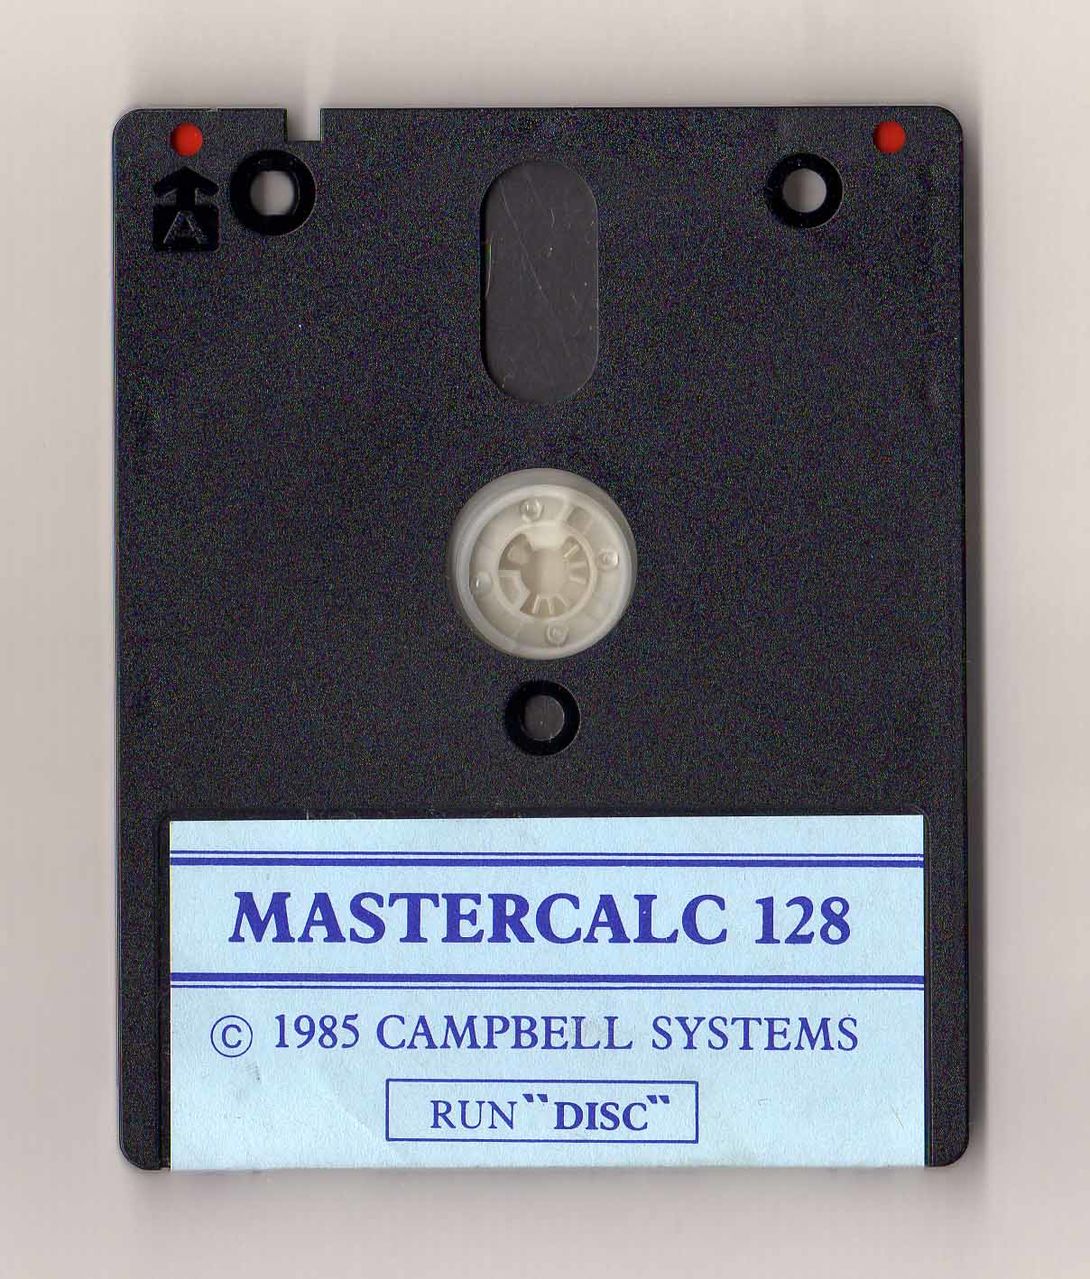 A
MASTERCALC 128
© 1985 CAMPBELL SYSTEMS
RUN "DISC"